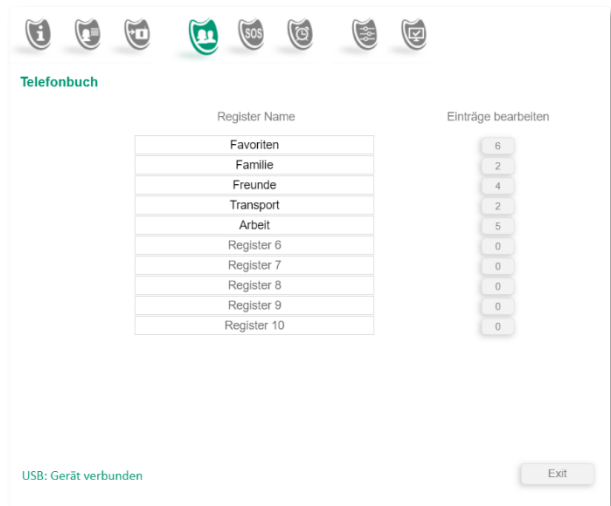 SOS
Telefonbuch
Register Name Einträge bearbeiten
Favoriten 6
Familie 2
Freunde 4
Transport 2
Arbeit 5
Register 6 0
Register 7 0
Register 8 0
Register 9 0
Register 10 0
USB: Gerät verbunden Exit